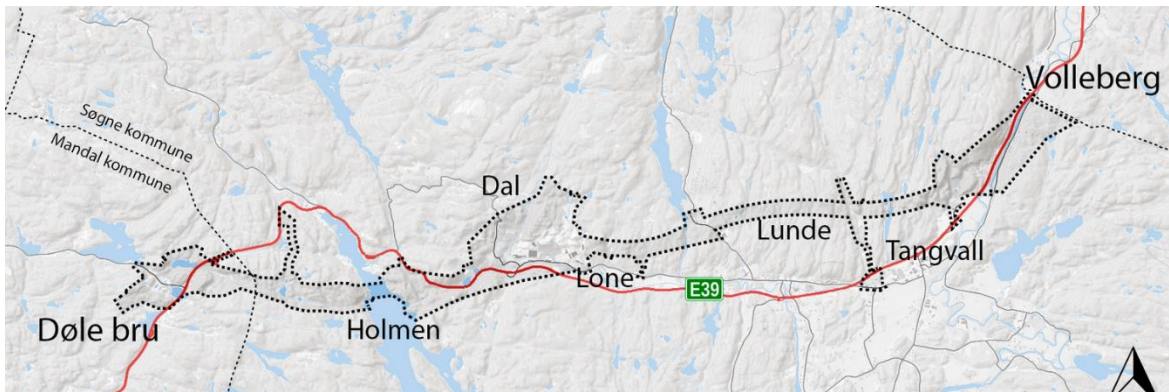 Volleberg
Søgne kommune
Mandal kommune
Dal
Lunde
Tangvall
Lone
E39
Døle bru
Holmen